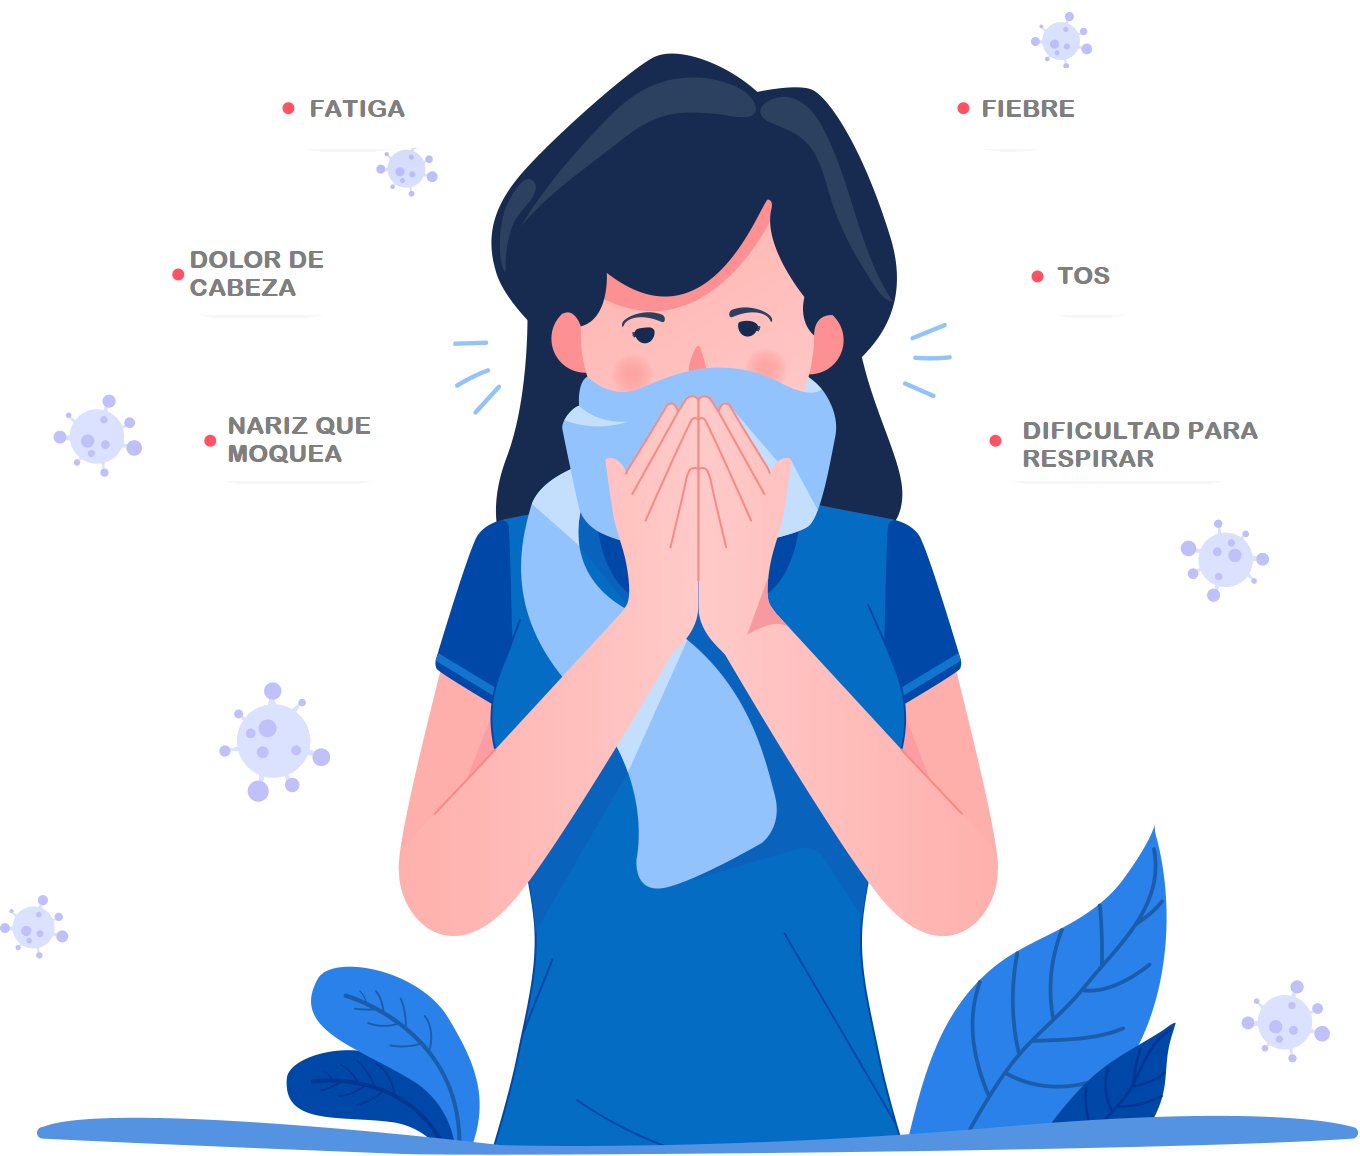 FATIGA
FIEBRE
DOLOR DE
CABEZA
TOS
NARIZ QUE
MOQUEA
DIFICULTAD PARA
RESPIRAR